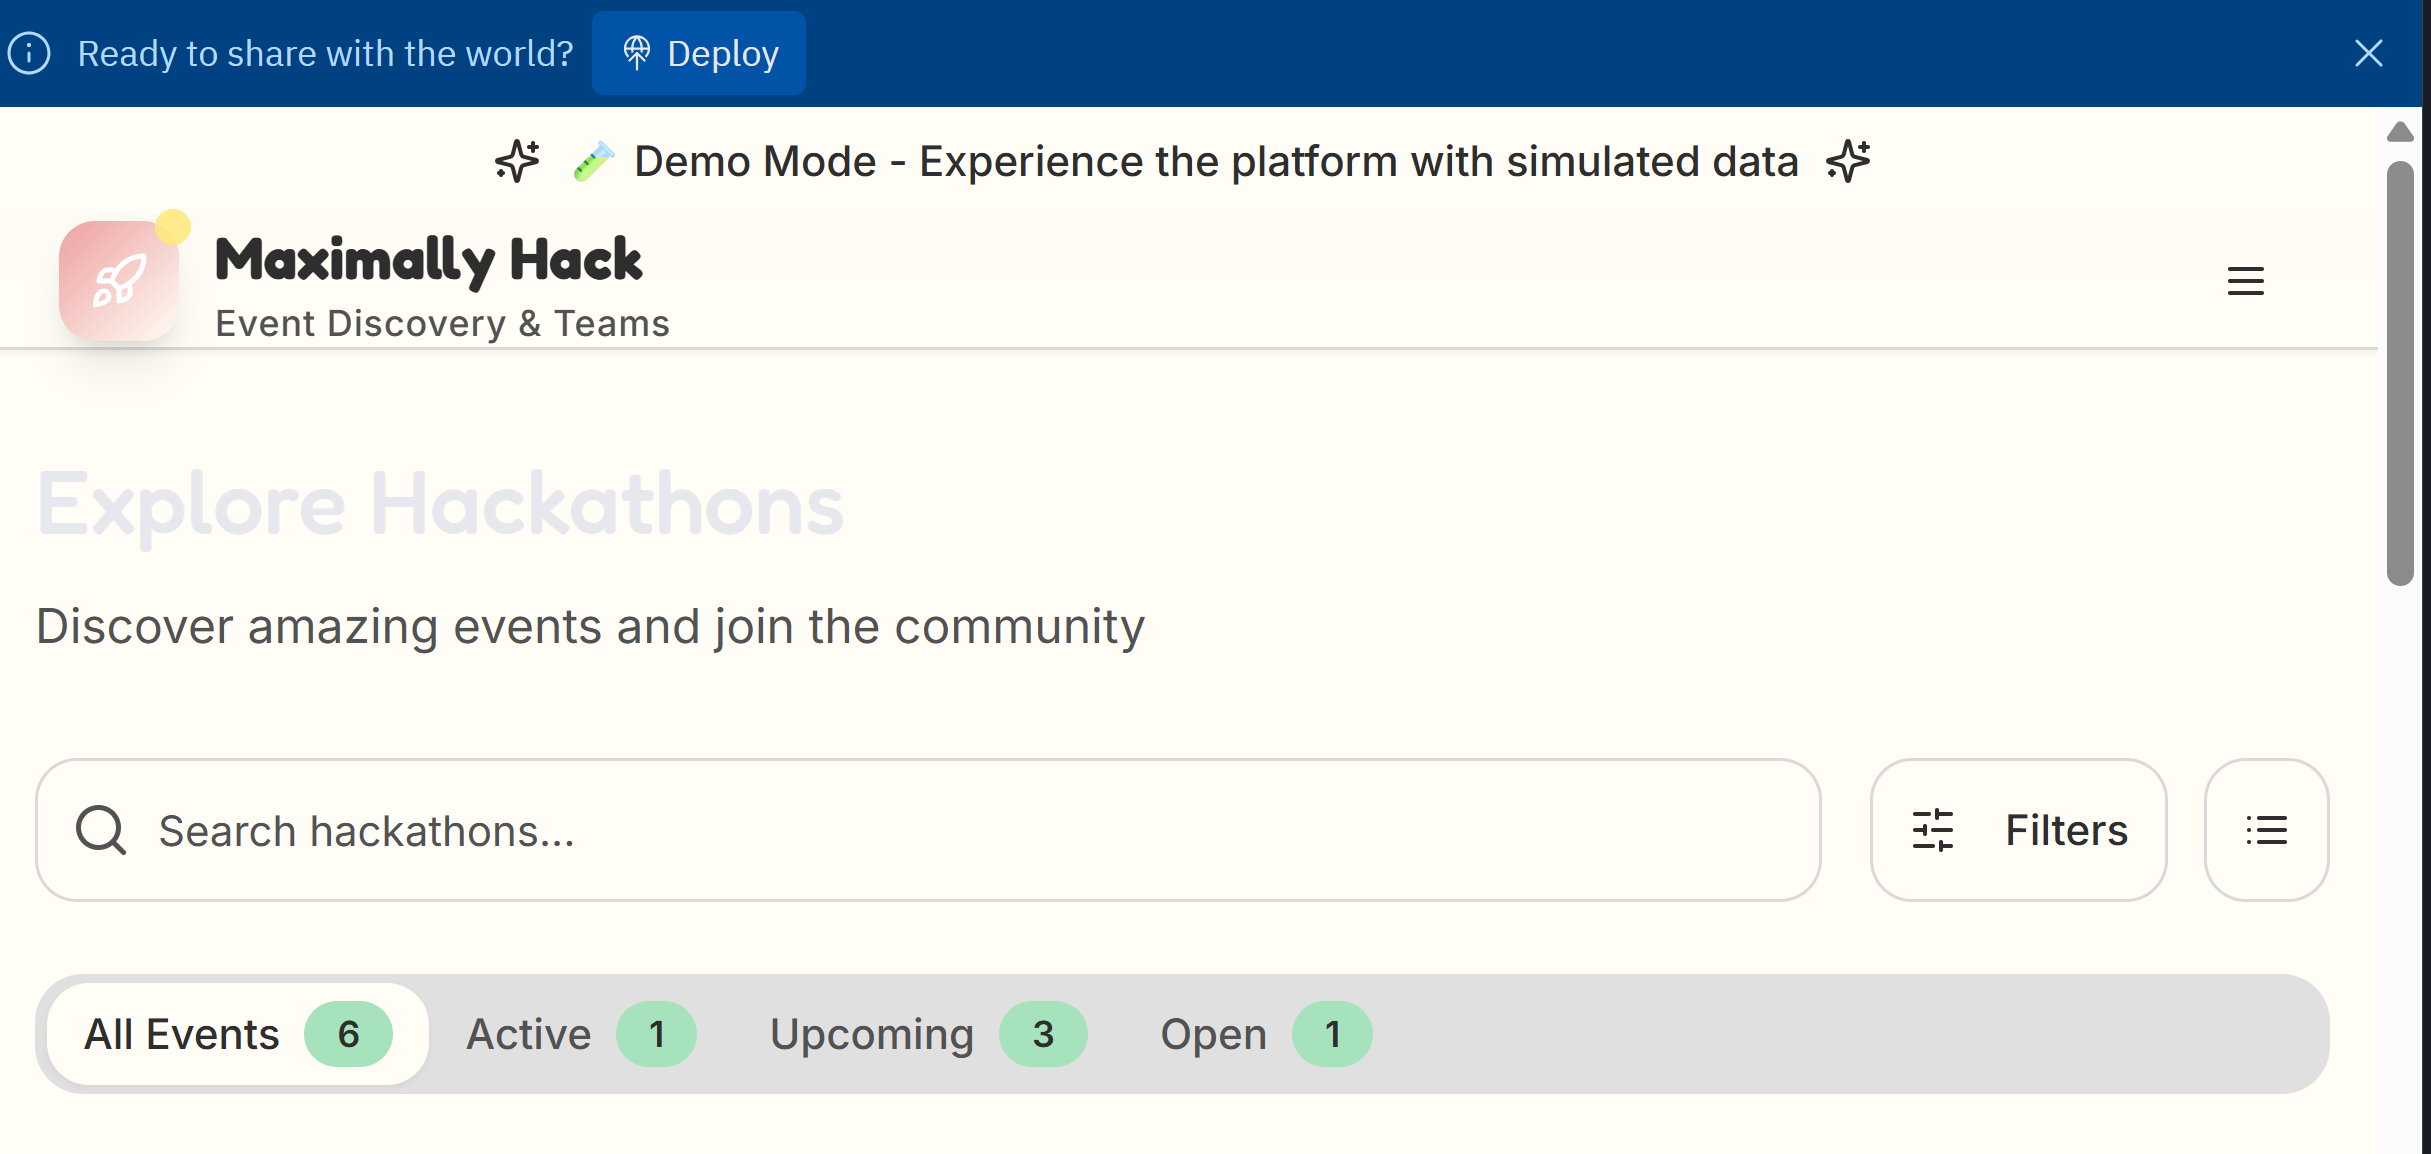 Ready to share with the world? Deploy
Demo Mode - Experience the platform with simulated data
Maximally Hack
Event Discovery & Teams
Explore Hackathons
Discover amazing events and join the community
Search hackathons...
Filters
All Events 6 Active 1 Upcoming 3 Open 1